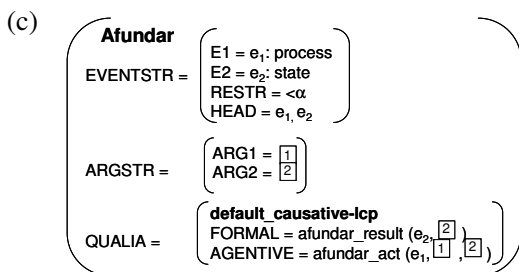 (c)
Afundar
EVENTSTR =
E1 = e1: process
E2 = e2: state
RESTR = <α
HEAD = e1, e2
ARGSTR =
ARG1 = 1
ARG2 = 2
QUALIA =
default_causative-lcp
FORMAL = afundar_result (e2, 2 )
AGENTIVE = afundar_act (e1, 1 , 2 )